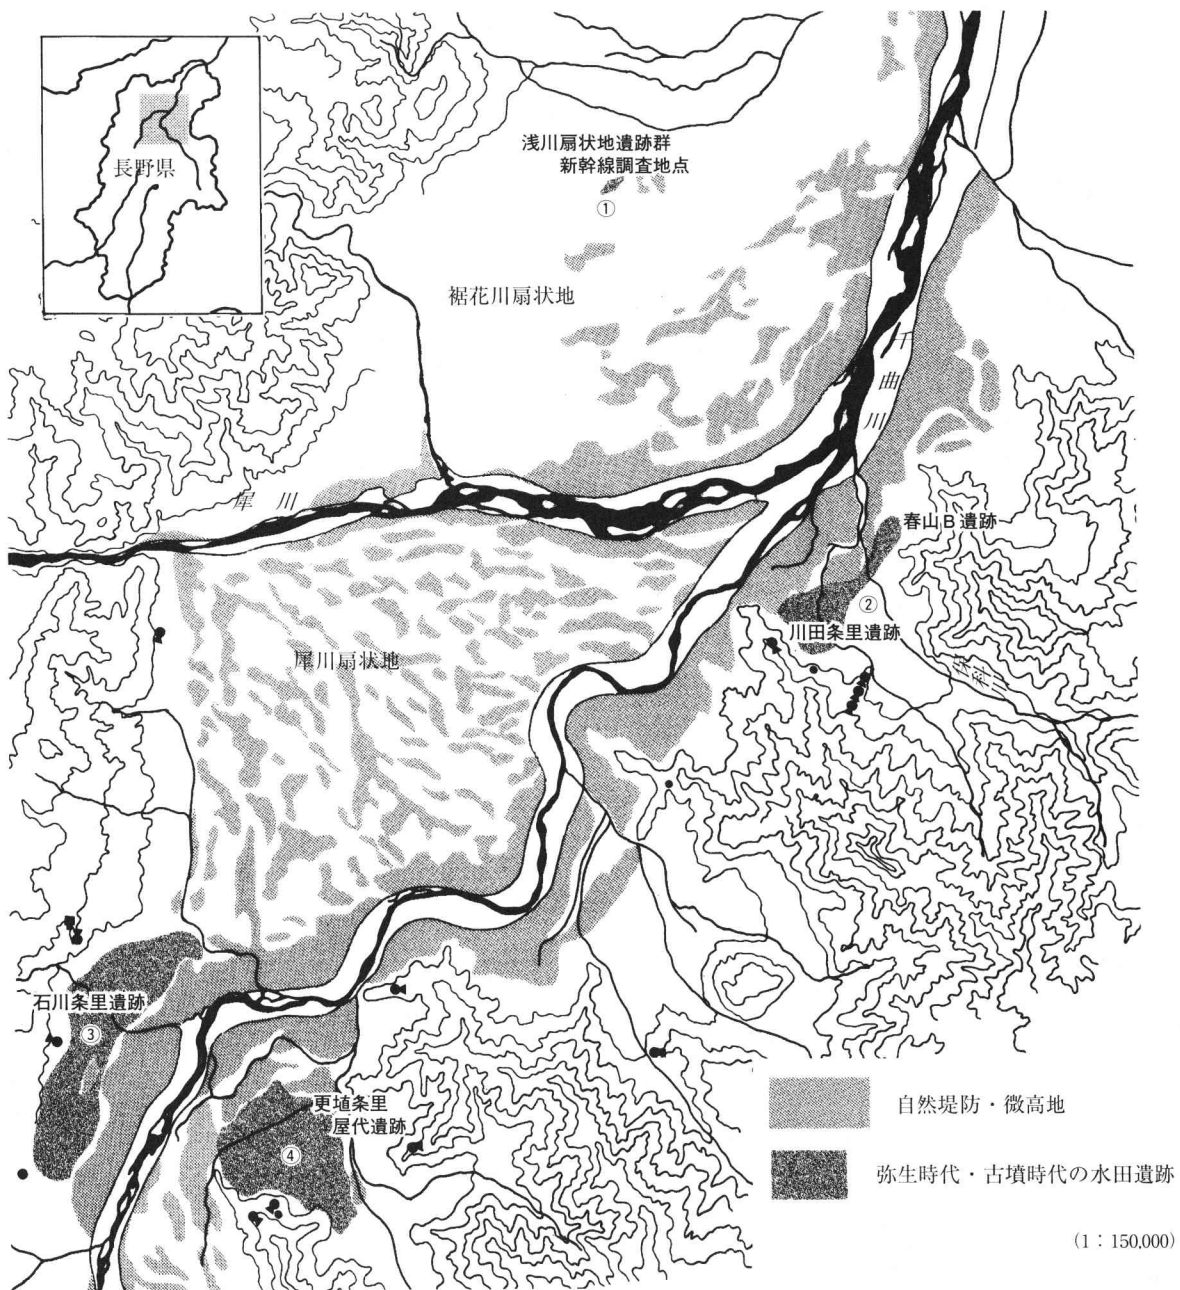 長野県
浅川扇状地遺跡群
新幹線調査地点
①
裾花川扇状地
千曲川
犀川
春山B遺跡
②
川田条里遺跡
保科川
犀川扇状地
石川条里遺跡
③
更埴条里
屋代遺跡
④
自然堤防・微高地
弥生時代・古墳時代の水田遺跡
(1:150,000)